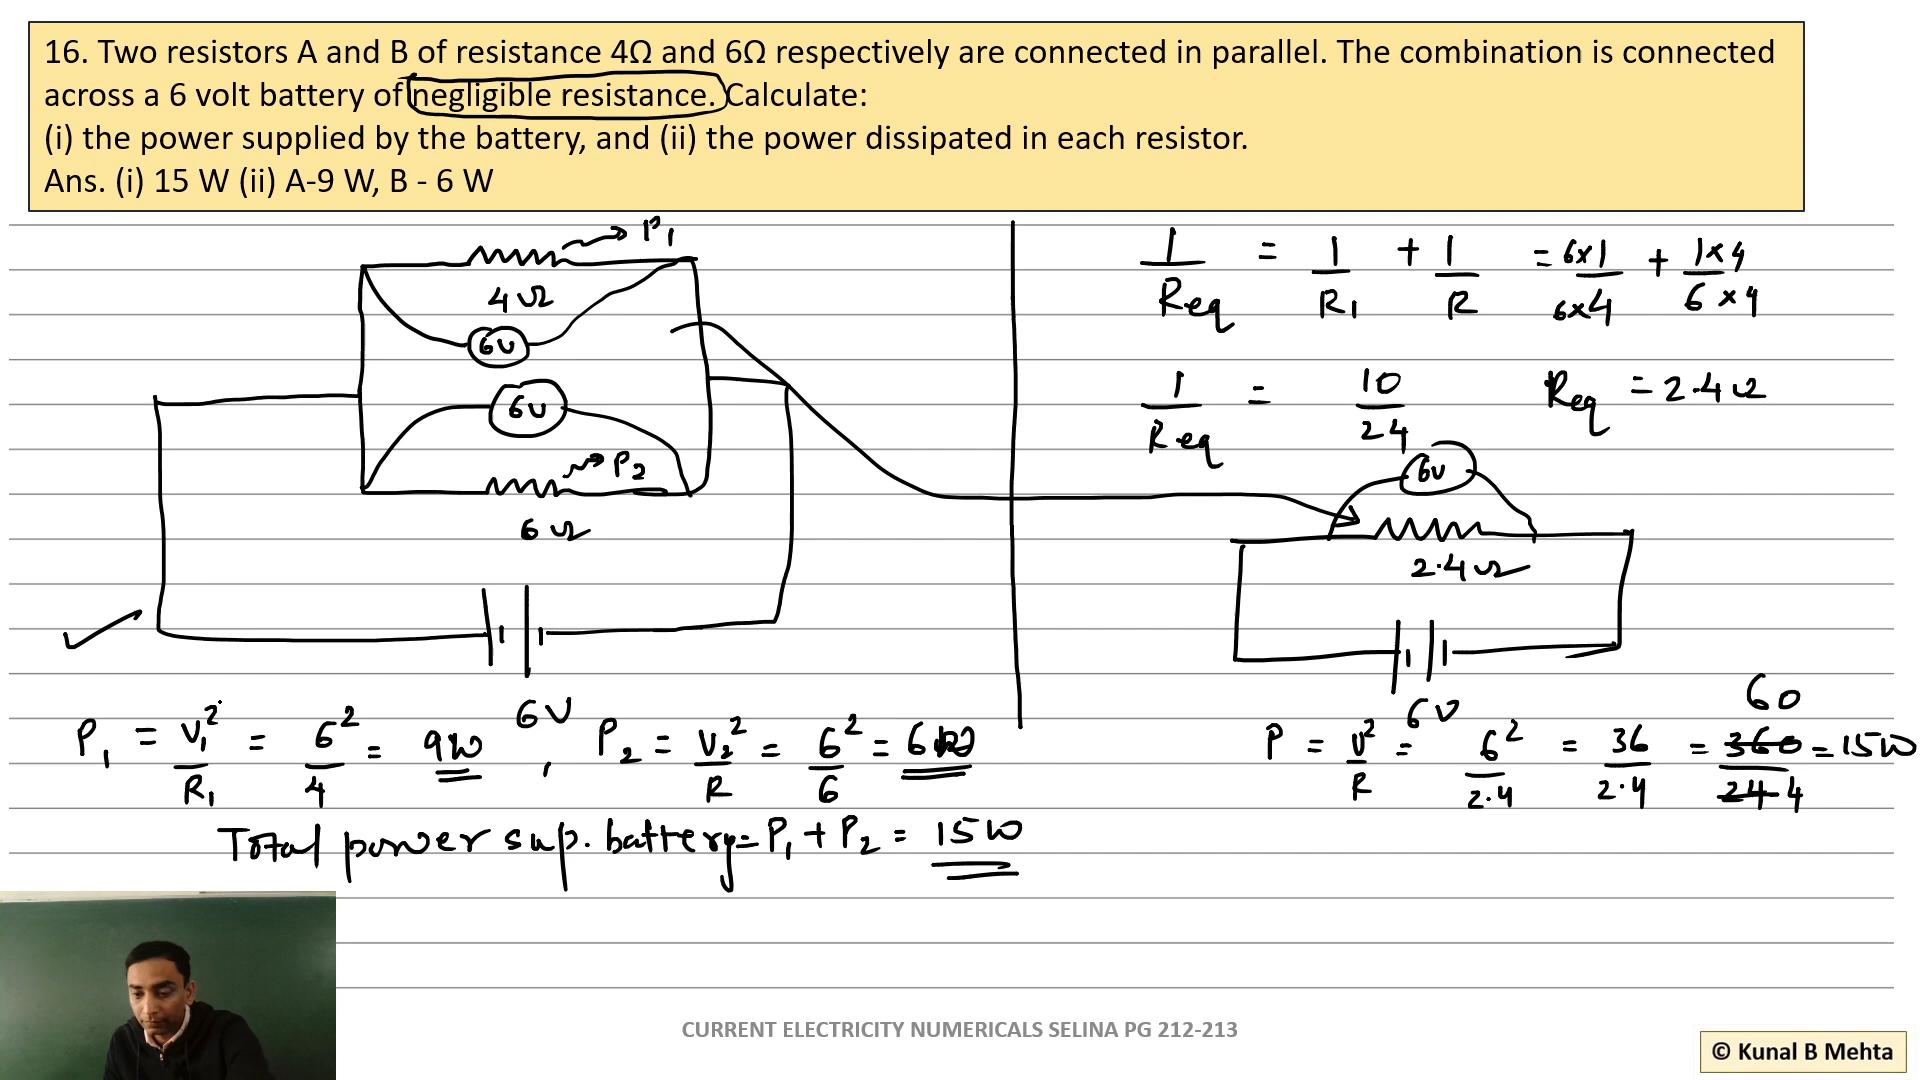 16. Two resistors A and B of resistance 4Ω and 6Ω respectively are connected in parallel. The combination is connected
across a 6 volt battery of negligible resistance. Calculate:
(i) the power supplied by the battery, and (ii) the power dissipated in each resistor.
Ans. (i) 15 W (ii) A-9 W, B - 6 W
P₁
4 Ω
6V
6V
P₂
6 Ω
6V
1/Req = 1/R₁ + 1/R = 6×1/6×4 + 1×4/6×4
1/Req = 10/24 Req = 2.4 Ω
6V
2.4 Ω
6V
P₁ = V₁²/R₁ = 6²/4 = 9W , P₂ = V₂²/R = 6²/6 = 6W
Total power sup. battery = P₁ + P₂ = 15W
60
P = V²/R = 6²/2.4 = 36/2.4 = 360/24 4 = 15W
CURRENT ELECTRICITY NUMERICALS SELINA PG 212-213
© Kunal B Mehta